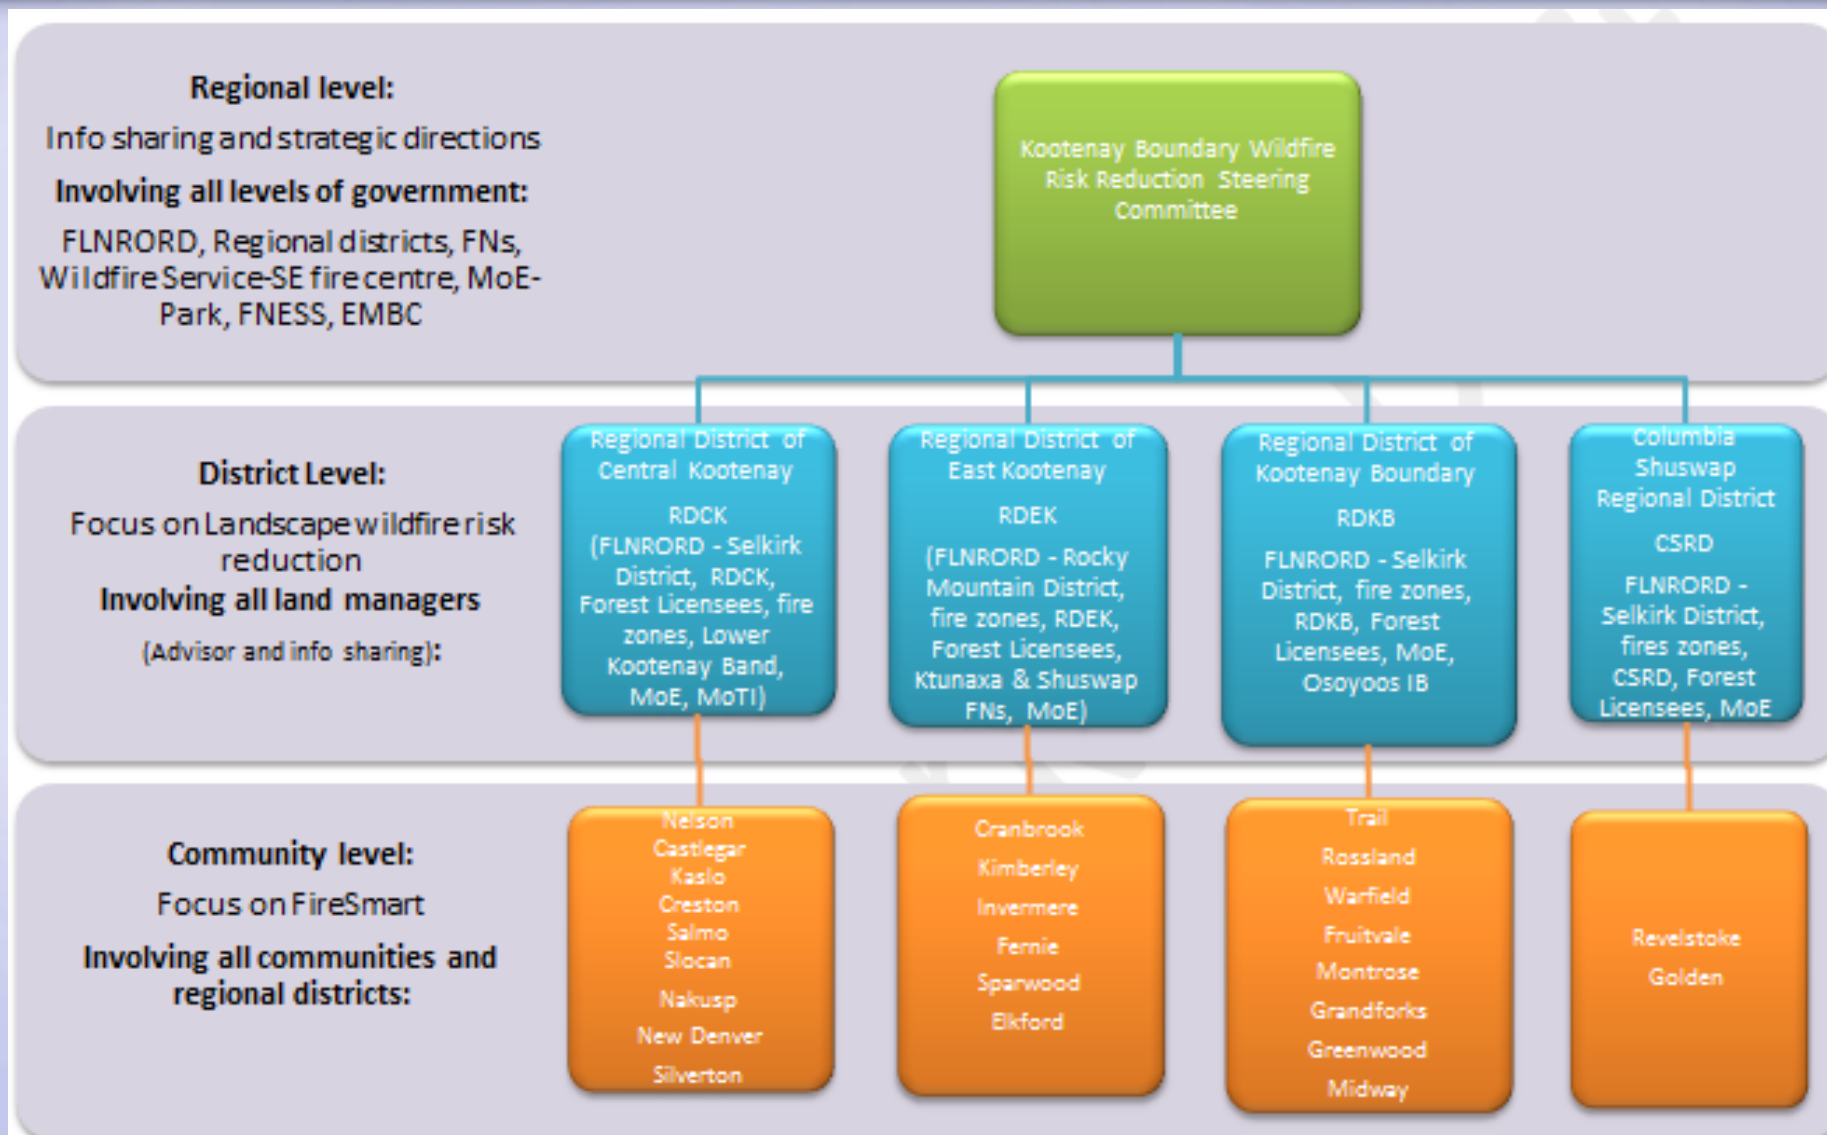 Regional level:
Info sharing and strategic directions
Involving all levels of government:
FLNRORD, Regional districts, FNs,
Wildfire Service-SE fire centre, MoE-
Park, FNESS, EMBC
Kootenay Boundary Wildfire
Risk Reduction Steering
Committee
District Level:
Focus on Landscape wildfire risk
reduction
Involving all land managers
(Advisor and info sharing):
Regional District of
Central Kootenay
RDCK
(FLNRORD - Selkirk
District, RDCK,
Forest Licensees, fire
zones, Lower
Kootenay Band,
MoE, MoTI)
Regional District of
East Kootenay
RDEK
(FLNRORD - Rocky
Mountain District,
fire zones, RDEK,
Forest Licensees,
Ktunaxa & Shuswap
FNs, MoE)
Regional District of
Kootenay Boundary
RDKB
FLNRORD - Selkirk
District, fire zones,
RDKB, Forest
Licensees, MoE,
Osoyoos IB
Columbia
Shuswap
Regional District
CSRD
FLNRORD -
Selkirk District,
fires zones,
CSRD, Forest
Licensees, MoE
Community level:
Focus on FireSmart
Involving all communities and
regional districts:
Nelson
Castlegar
Kaslo
Creston
Salmo
Slocan
Nakusp
New Denver
Silverton
Cranbrook
Kimberley
Invermere
Fernie
Sparwood
Elkford
Trail
Rossland
Warfield
Fruitvale
Montrose
Grandforks
Greenwood
Midway
Revelstoke
Golden